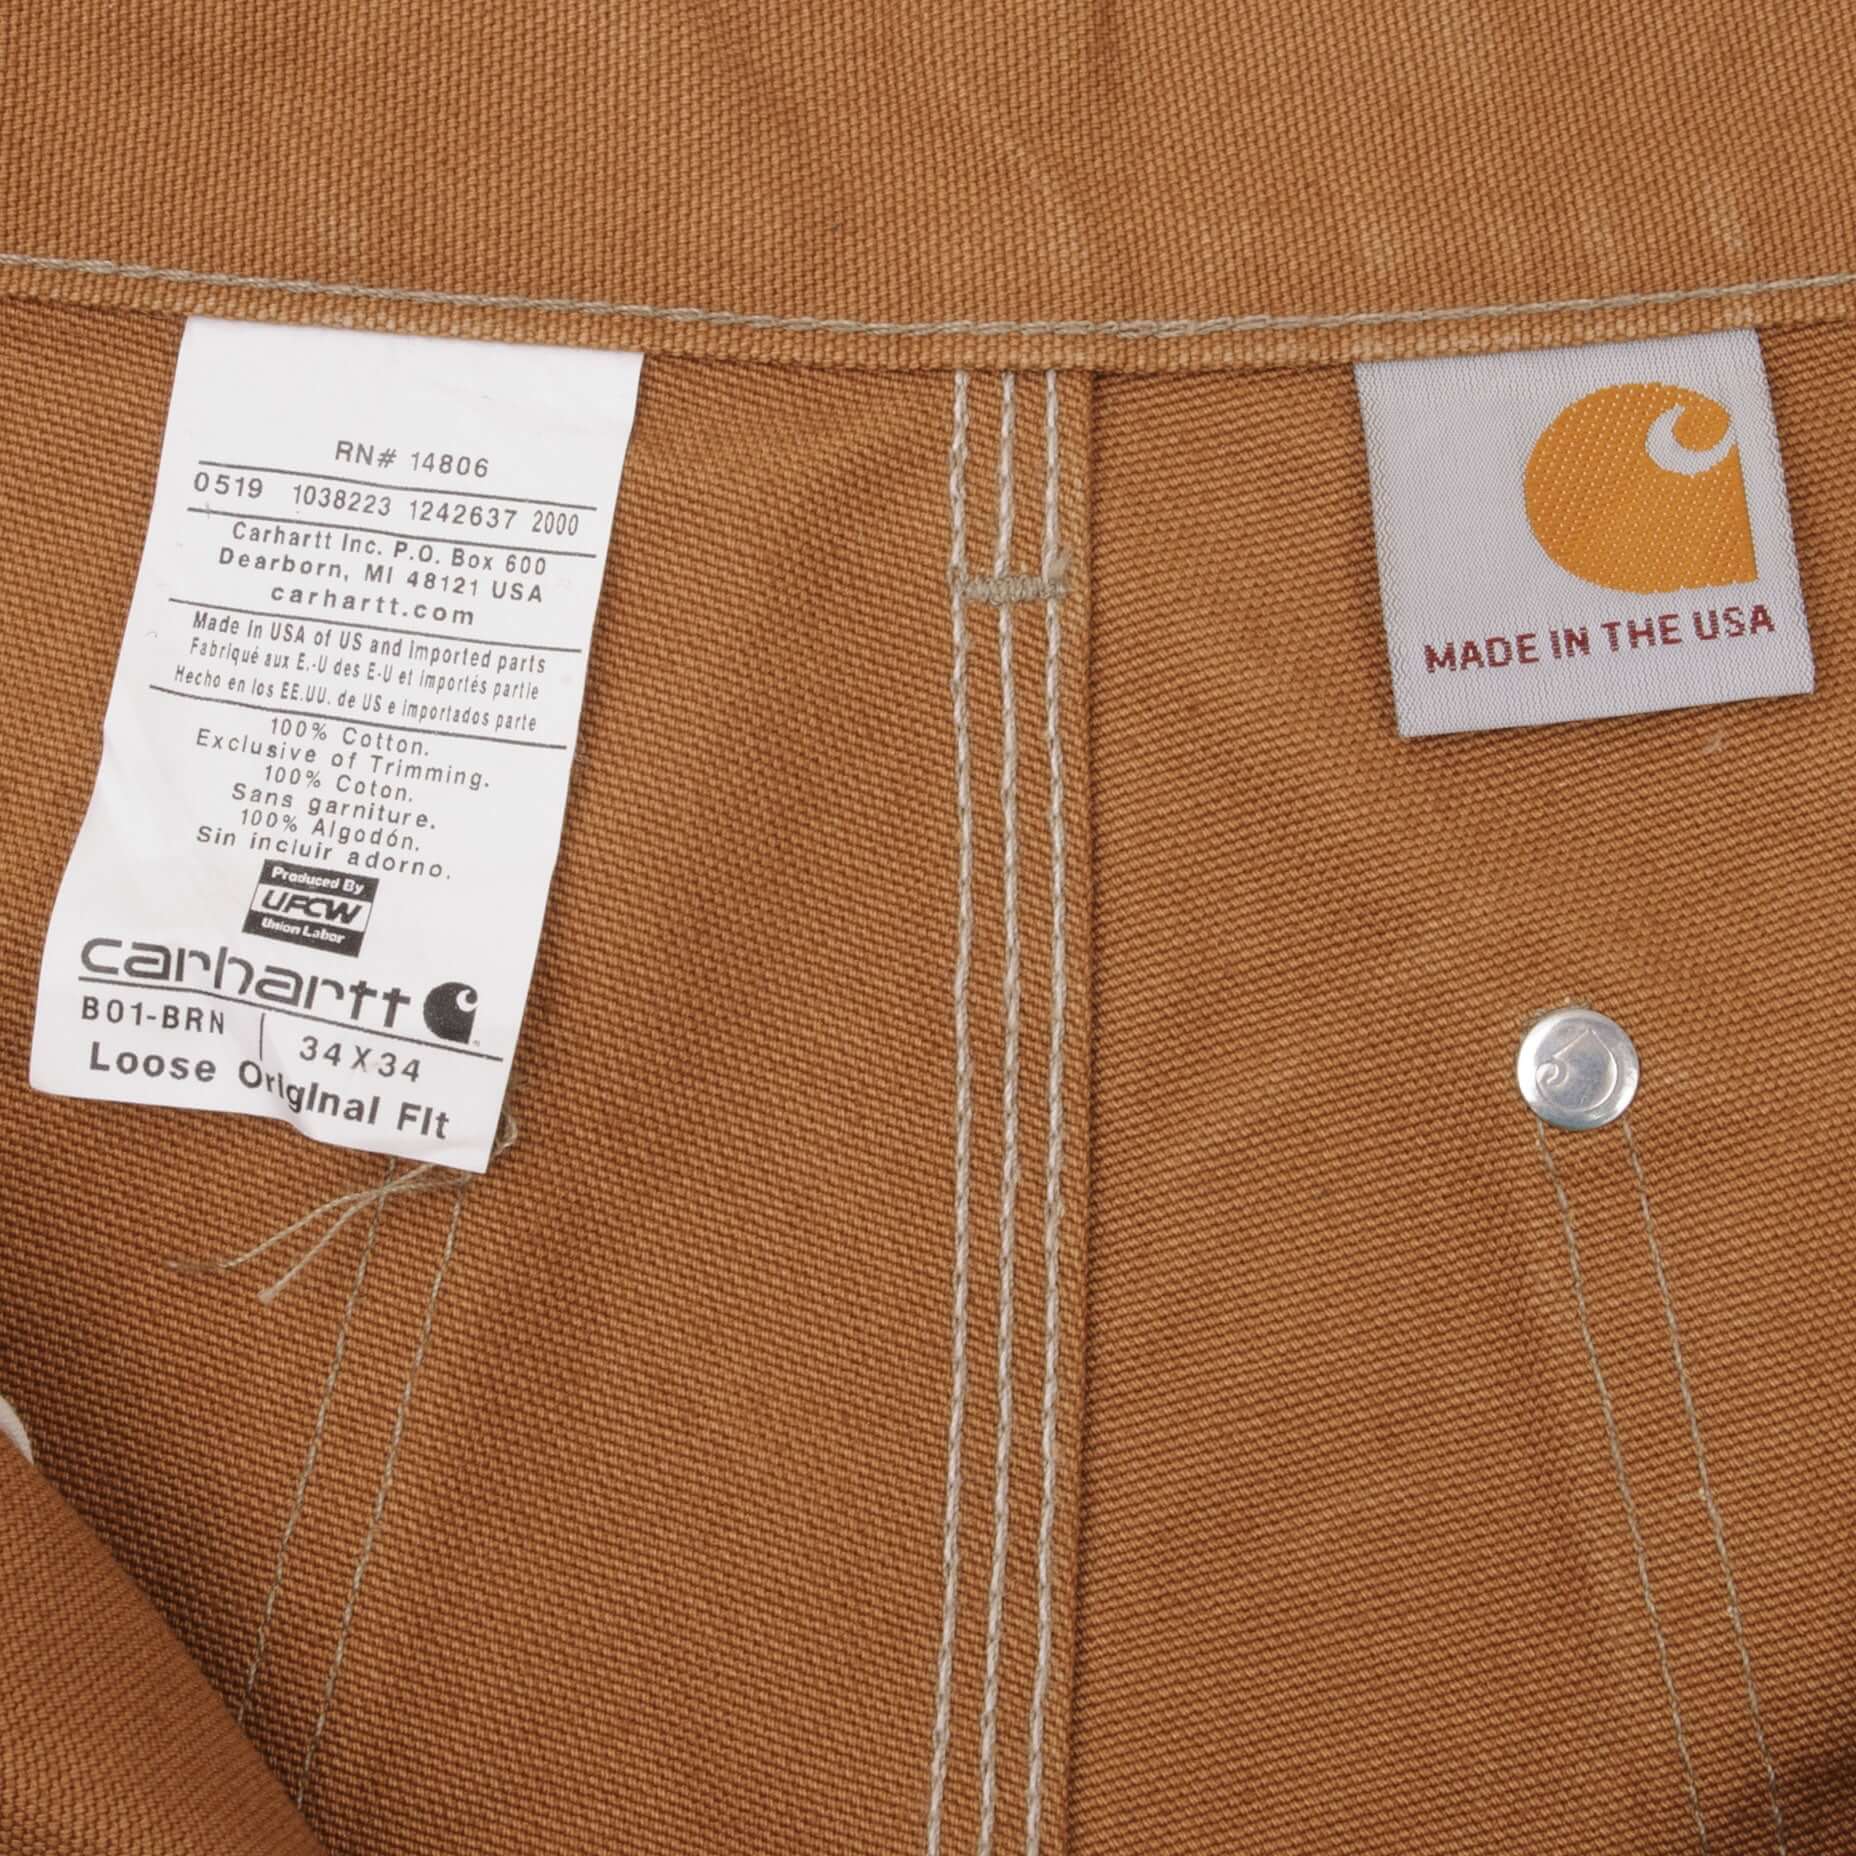 RN# 14806
0519 1038223 1242637 2000
Carhartt Inc. P.O. Box 600
Dearborn, MI 48121 USA
carhartt.com
Made In USA of US and imported parts
Fabriqué aux E.-U des E-U et importés partie
Hecho en los EE.UU. de US e importados parte
100% Cotton.
Exclusive of Trimming.
100% Coton.
Sans garniture.
100% Algodón.
Sin incluir adorno.
Produced By
UFCW
Union Labor
carhartt
B01-BRN | 34 X 34
Loose Original Fit
MADE IN THE USA